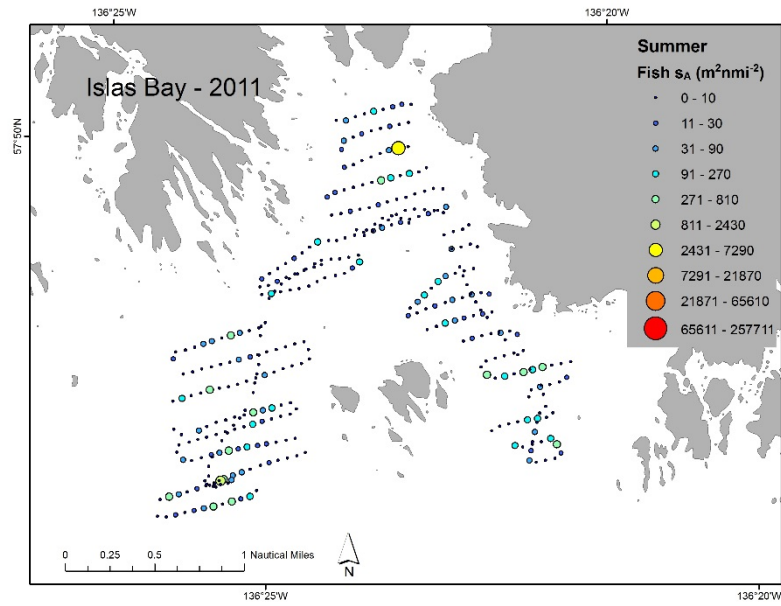 136°25'W 136°20'W
Islas Bay - 2011
57°50'N
Summer
Fish sA (m²nmi-²)
0 - 10
11 - 30
31 - 90
91 - 270
271 - 810
811 - 2430
2431 - 7290
7291 - 21870
21871 - 65610
65611 - 257711
0 0.25 0.5 1 Nautical Miles
N
136°25'W 136°20'W